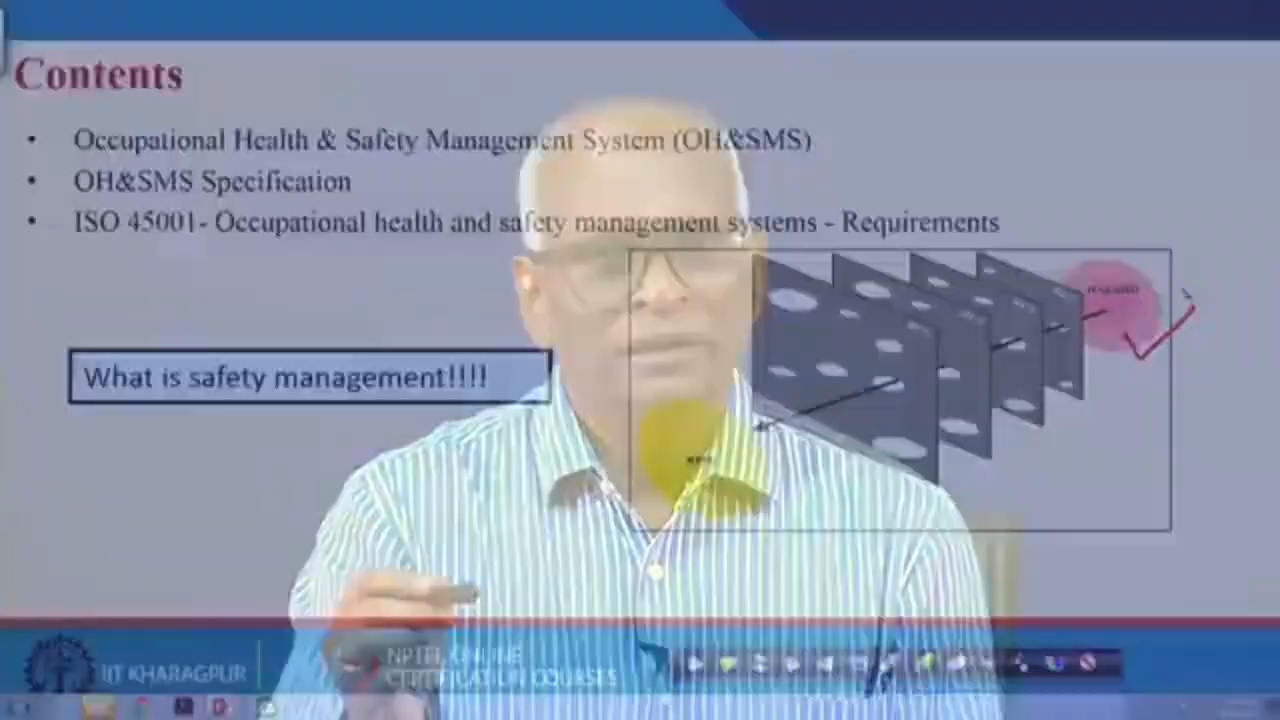 Contents
• Occupational Health & Safety Management System (OH&SMS)
• OH&SMS Specification
• ISO 45001- Occupational health and safety management systems - Requirements
What is safety management!!!!
IIT KHARAGPUR
NPTEL ONLINE
CERTIFICATION COURSES